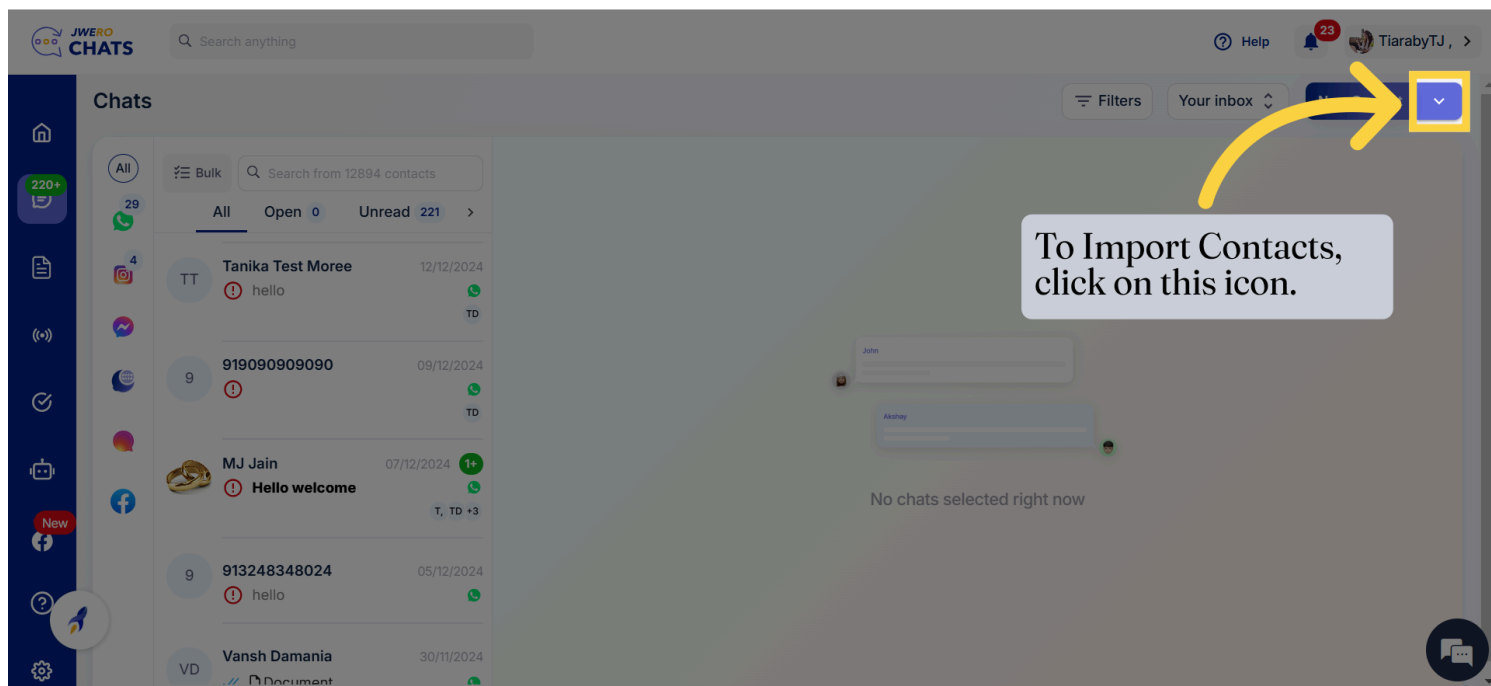 JWERO
CHATS
Search anything
Help
23
TiarabyTJ ,
Chats
Filters
Your inbox
220+
All
29
4
New
Bulk
Search from 12894 contacts
All Open 0 Unread 221
TT
Tanika Test Moree 12/12/2024
hello
TD
9
919090909090 09/12/2024
TD
MJ Jain 07/12/2024 1+
Hello welcome
T, TD +3
9
913248348024 05/12/2024
hello
VD
Vansh Damania 30/11/2024
Document
To Import Contacts,
click on this icon.
John
Akshay
No chats selected right now